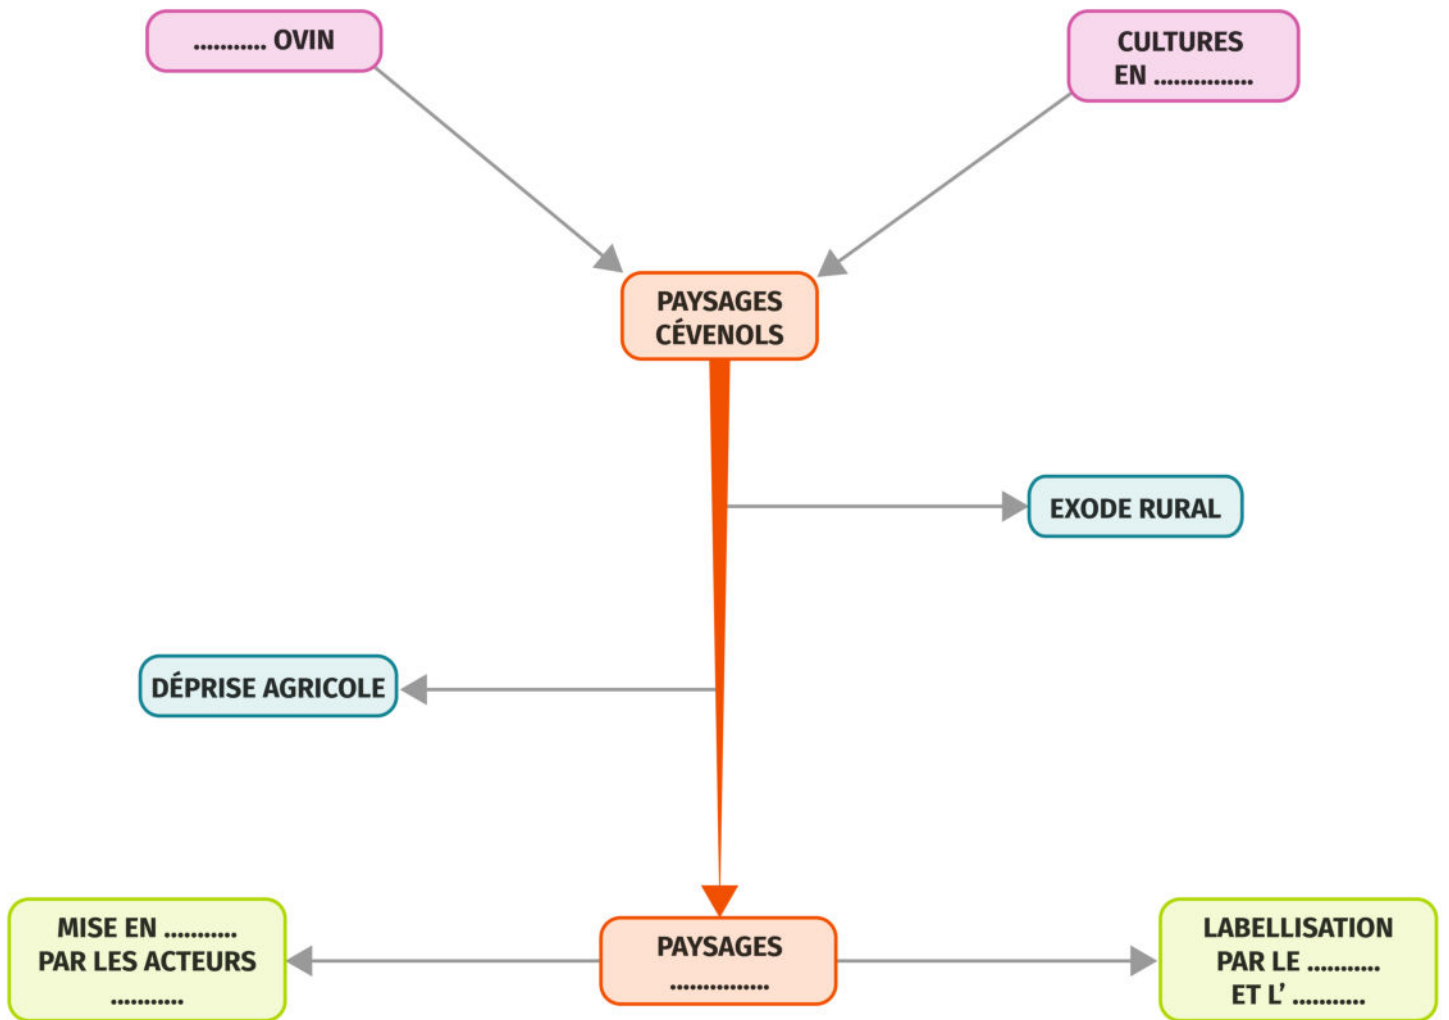 ........... OVIN
CULTURES
EN ...............
PAYSAGES
CÉVENOLS
EXODE RURAL
DÉPRISE AGRICOLE
MISE EN ...........
PAR LES ACTEURS
...........
PAYSAGES
...............
LABELLISATION
PAR LE ...........
ET L’ ...........